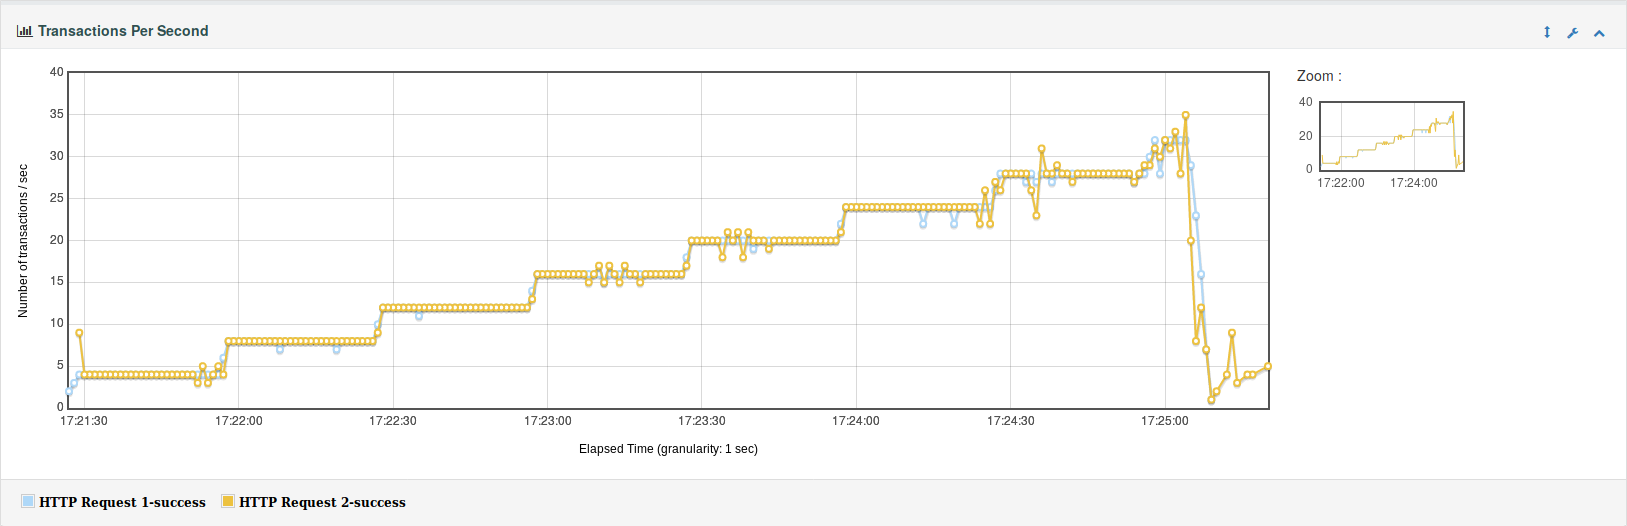 Transactions Per Second
Zoom :
40
35
30
25
20
15
10
5
0
Number of transactions / sec
17:21:30 17:22:00 17:22:30 17:23:00 17:23:30 17:24:00 17:24:30 17:25:00
Elapsed Time (granularity: 1 sec)
40
20
0
17:22:00 17:24:00
HTTP Request 1-success HTTP Request 2-success